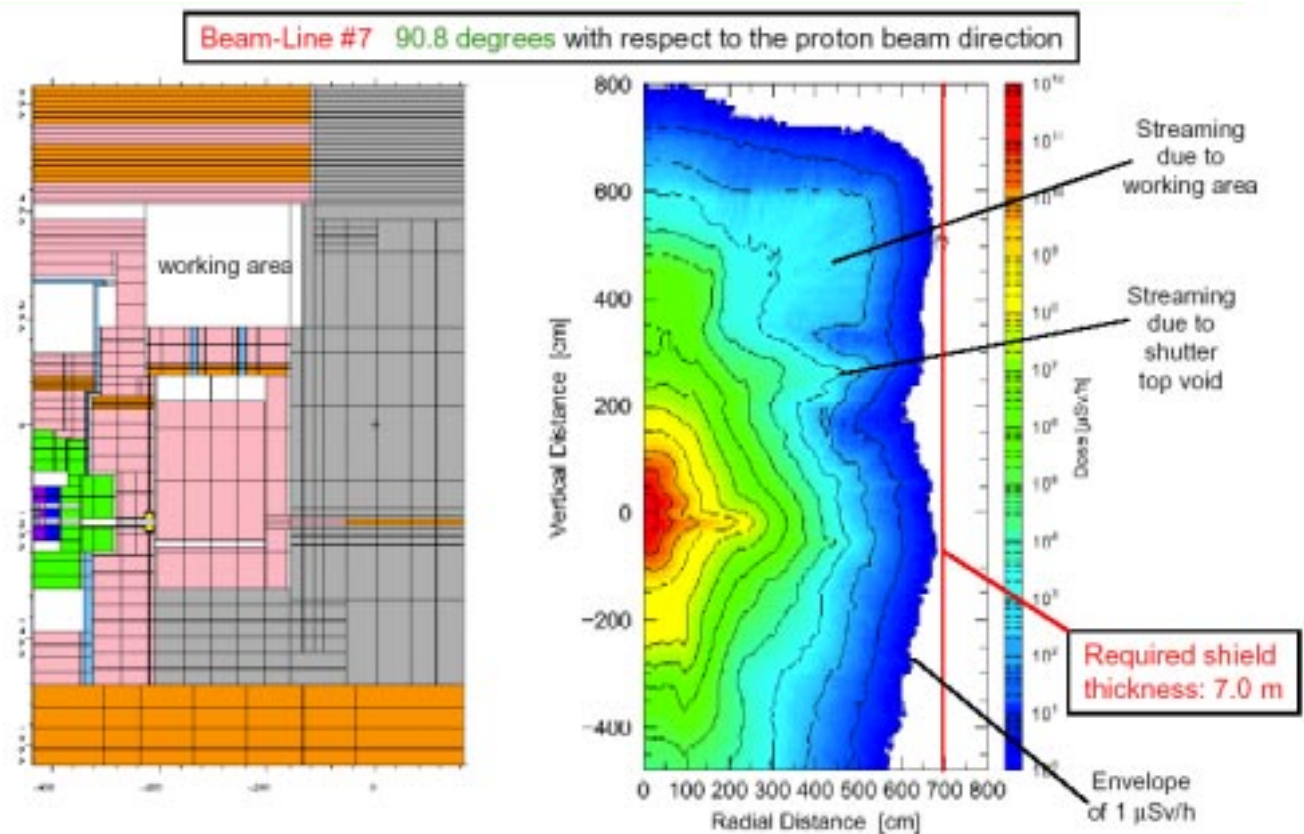 Beam-Line #7 90.8 degrees with respect to the proton beam direction
working area
800
600
400
200
0
−200
−400
Vertical Distance [cm]
0 100 200 300 400 500 600 700 800
Radial Distance [cm]
Dose [µSv/h]
Streaming
due to
working area
Streaming
due to
shutter
top void
Required shield
thickness: 7.0 m
Envelope
of 1 µSv/h